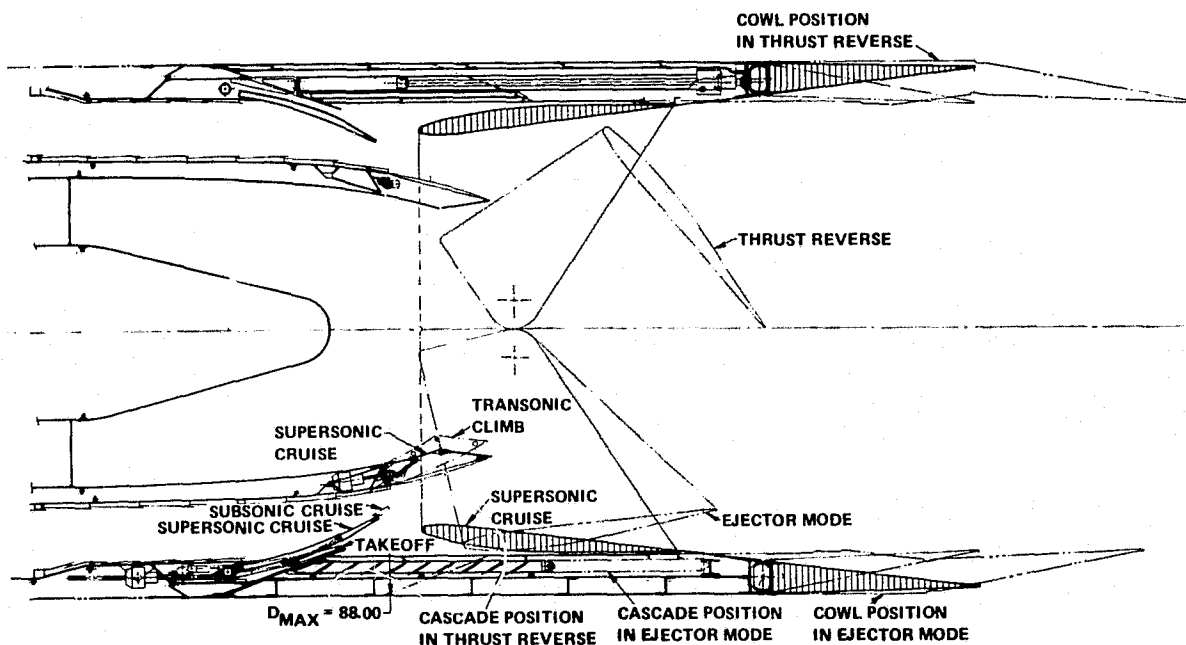 COWL POSITION
IN THRUST REVERSE
THRUST REVERSE
TRANSONIC
CLIMB
SUPERSONIC
CRUISE
SUPERSONIC
CRUISE
SUBSONIC CRUISE
SUPERSONIC CRUISE
EJECTOR MODE
TAKEOFF
DMAX = 88.00
CASCADE POSITION
IN THRUST REVERSE
CASCADE POSITION
IN EJECTOR MODE
COWL POSITION
IN EJECTOR MODE